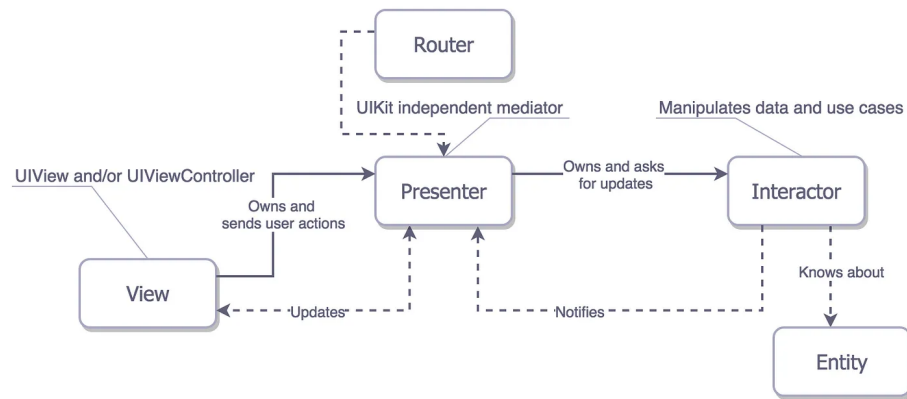 Router
UIKit independent mediator
Manipulates data and use cases
UIView and/or UIViewController
Presenter
Owns and asks
for updates
Interactor
Owns and
sends user actions
View
Updates
Notifies
Knows about
Entity